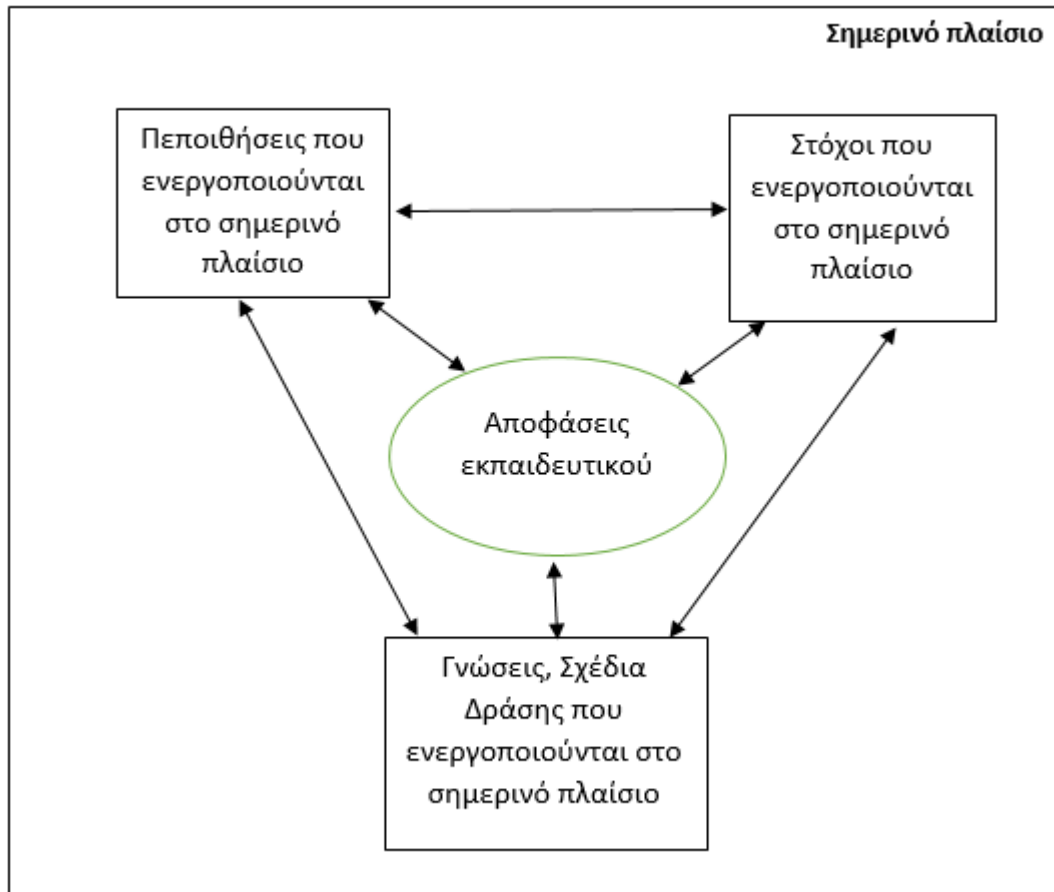 Σημερινό πλαίσιο
Πεποιθήσεις που
ενεργοποιούνται
στο σημερινό
πλαίσιο
Στόχοι που
ενεργοποιούνται
στο σημερινό
πλαίσιο
Αποφάσεις
εκπαιδευτικού
Γνώσεις, Σχέδια
Δράσης που
ενεργοποιούνται στο
σημερινό πλαίσιο